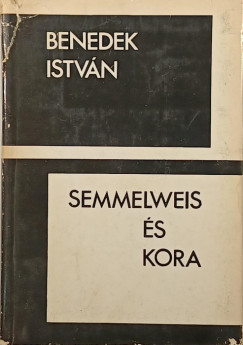 BENEDEK
ISTVÁN
SEMMELWEIS
ÉS
KORA